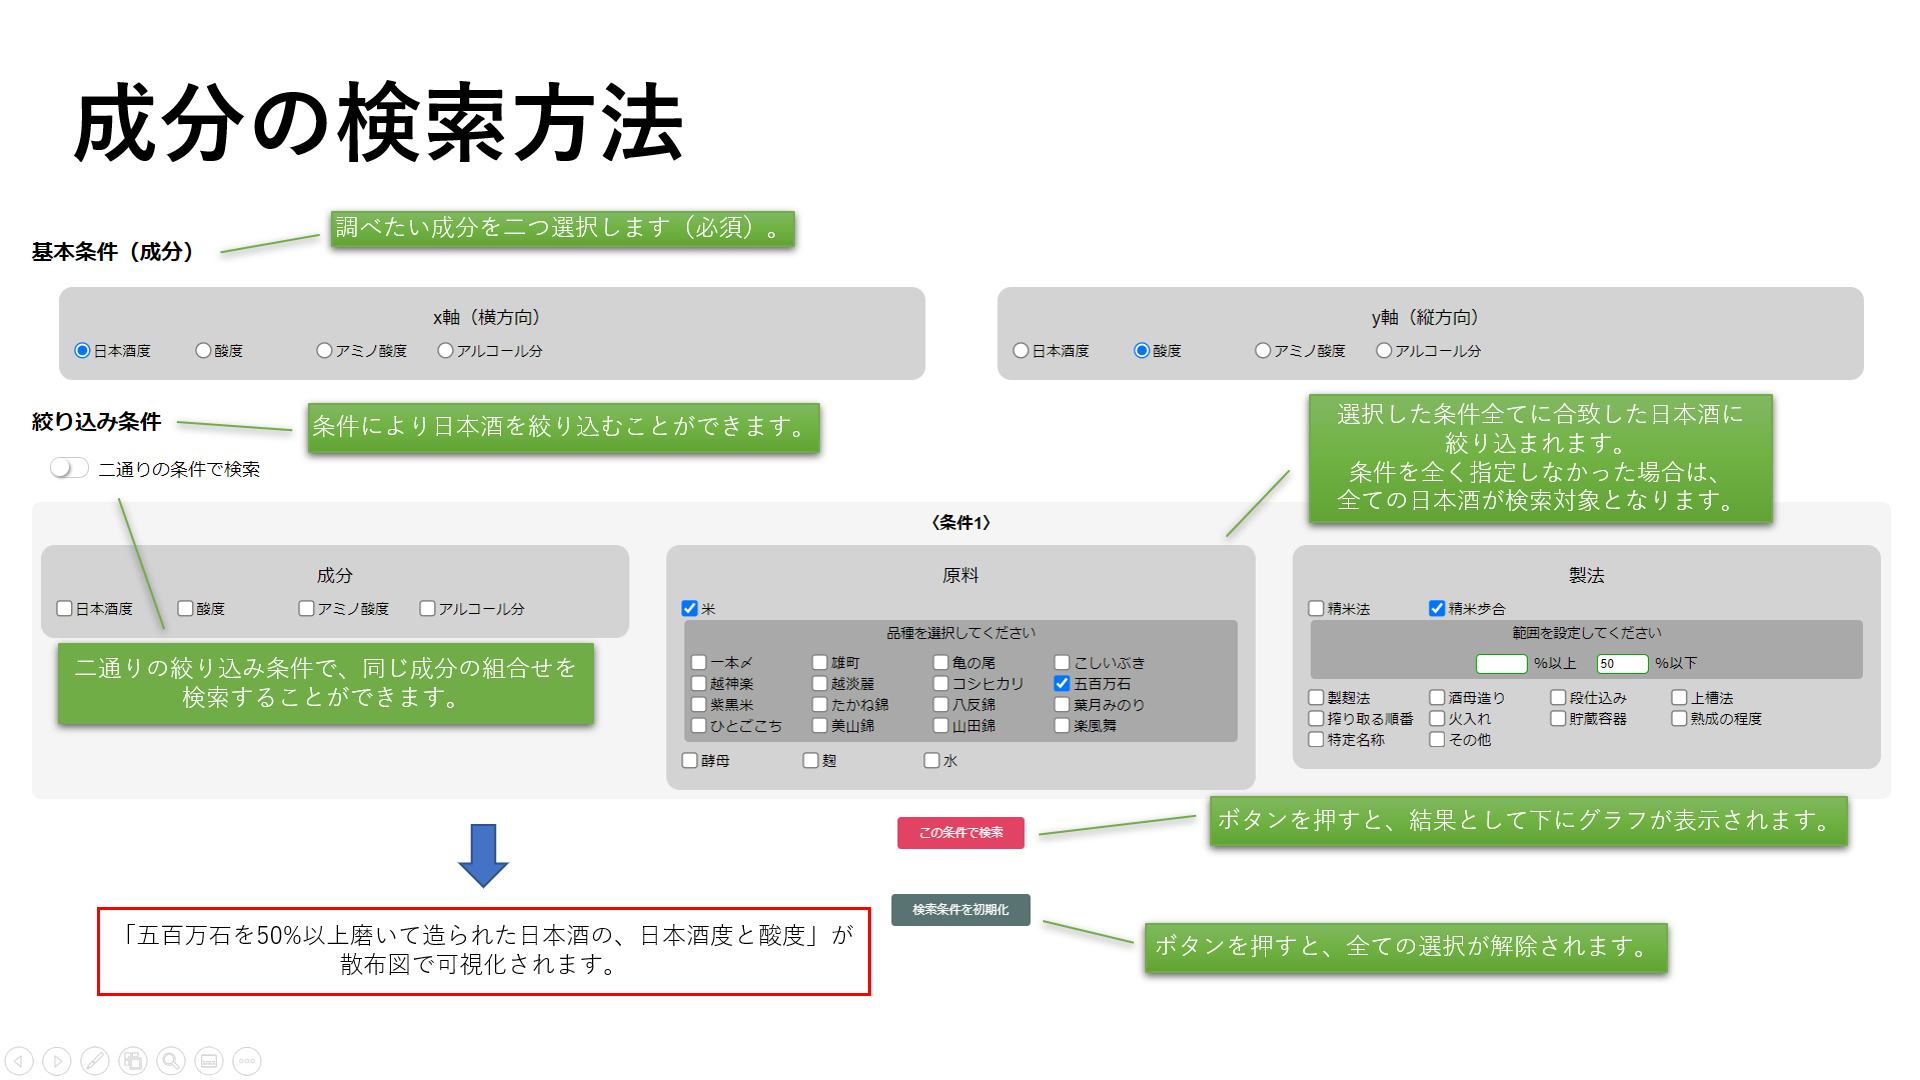 成分の検索方法
調べたい成分を二つ選択します（必須）。
基本条件（成分）
x軸（横方向）
日本酒度 酸度 アミノ酸度 アルコール分
y軸（縦方向）
日本酒度 酸度 アミノ酸度 アルコール分
絞り込み条件
条件により日本酒を絞り込むことができます。
選択した条件全てに合致した日本酒に
絞り込まれます。
条件を全く指定しなかった場合は、
全ての日本酒が検索対象となります。
二通りの条件で検索
〈条件1〉
成分
日本酒度 酸度 アミノ酸度 アルコール分
二通りの絞り込み条件で、同じ成分の組合せを
検索することができます。
原料
米
品種を選択してください
一本〆 雄町 亀の尾 こしいぶき
越神楽 越淡麗 コシヒカリ 五百万石
紫黒米 たかね錦 八反錦 葉月みのり
ひとごこち 美山錦 山田錦 楽風舞
酵母 麹 水
製法
精米法 精米歩合
範囲を設定してください
%以上 50 %以下
製麹法 酒母造り 段仕込み 上槽法
搾り取る順番 火入れ 貯蔵容器 熟成の程度
特定名称 その他
この条件で検索
ボタンを押すと、結果として下にグラフが表示されます。
検索条件を初期化
ボタンを押すと、全ての選択が解除されます。
「五百万石を50%以上磨いて造られた日本酒の、日本酒度と酸度」が
散布図で可視化されます。